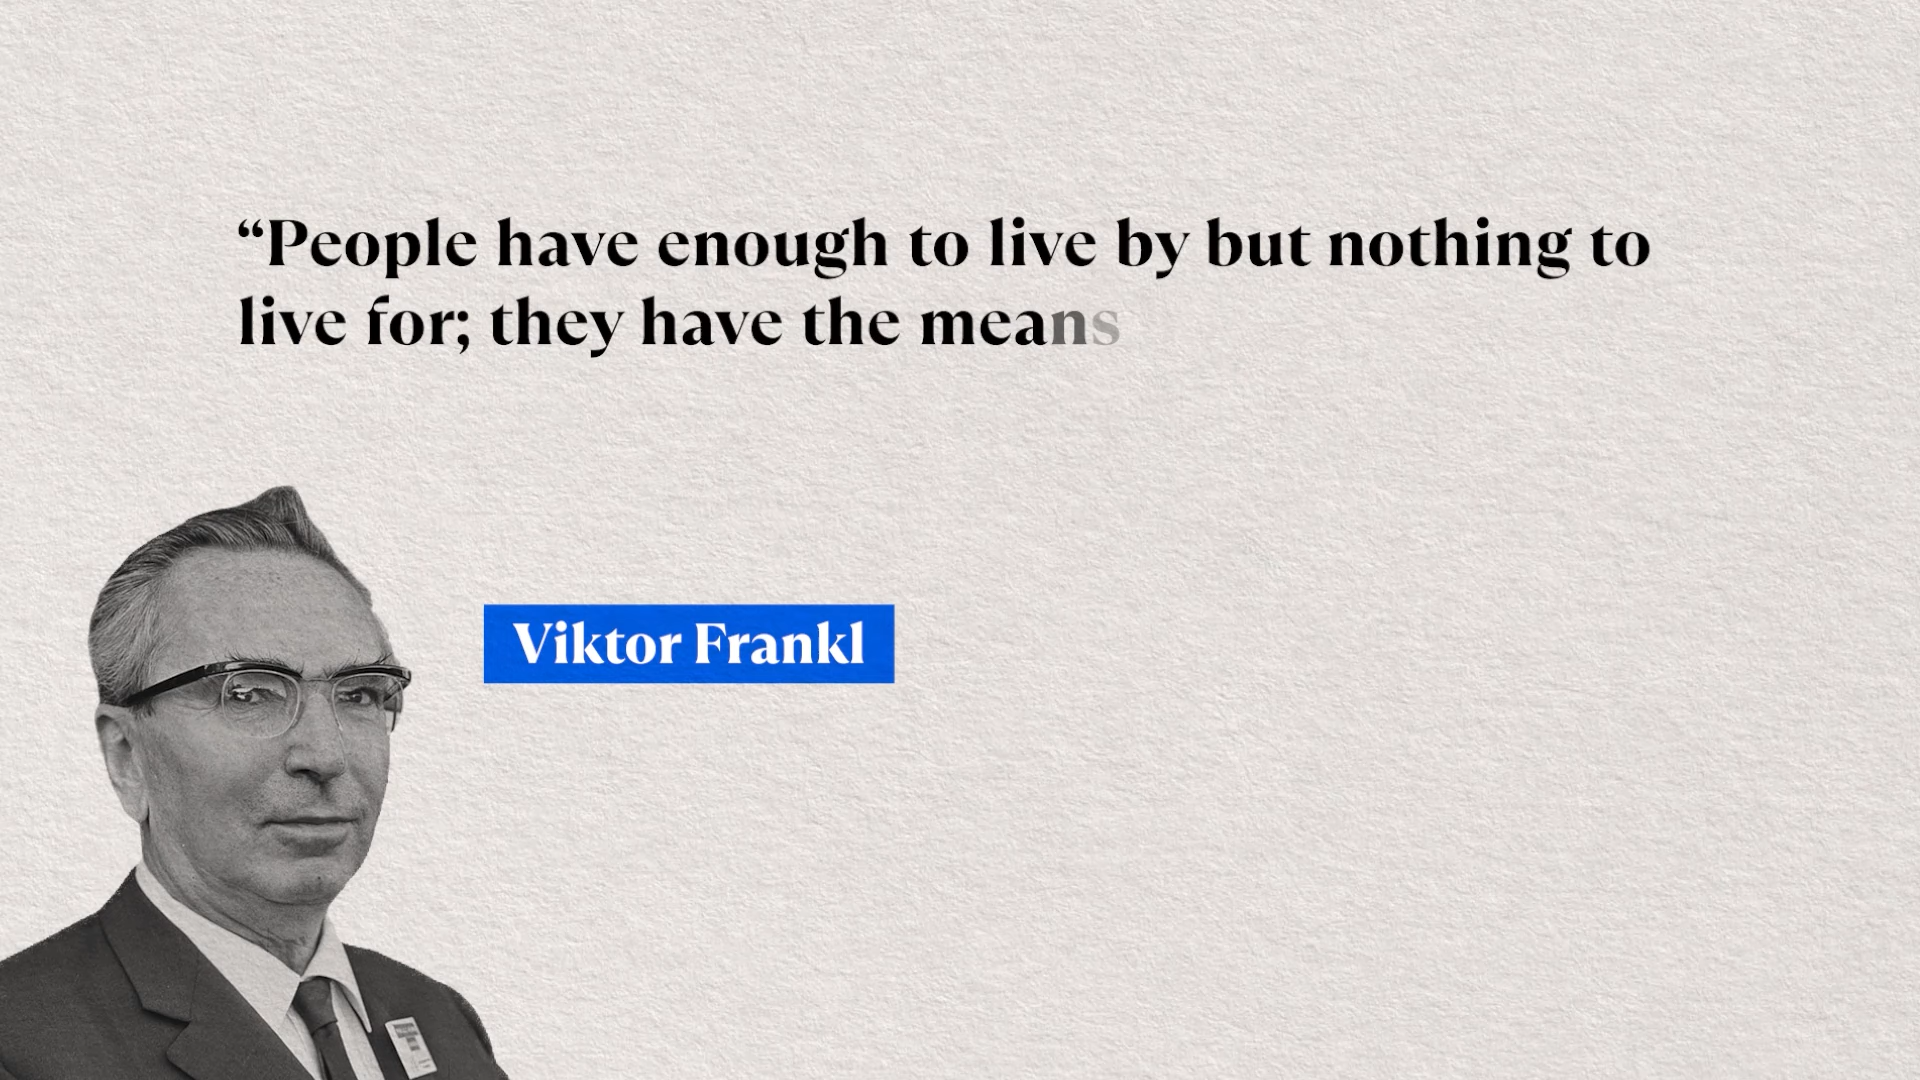 “People have enough to live by but nothing to
live for; they have the means
Viktor Frankl